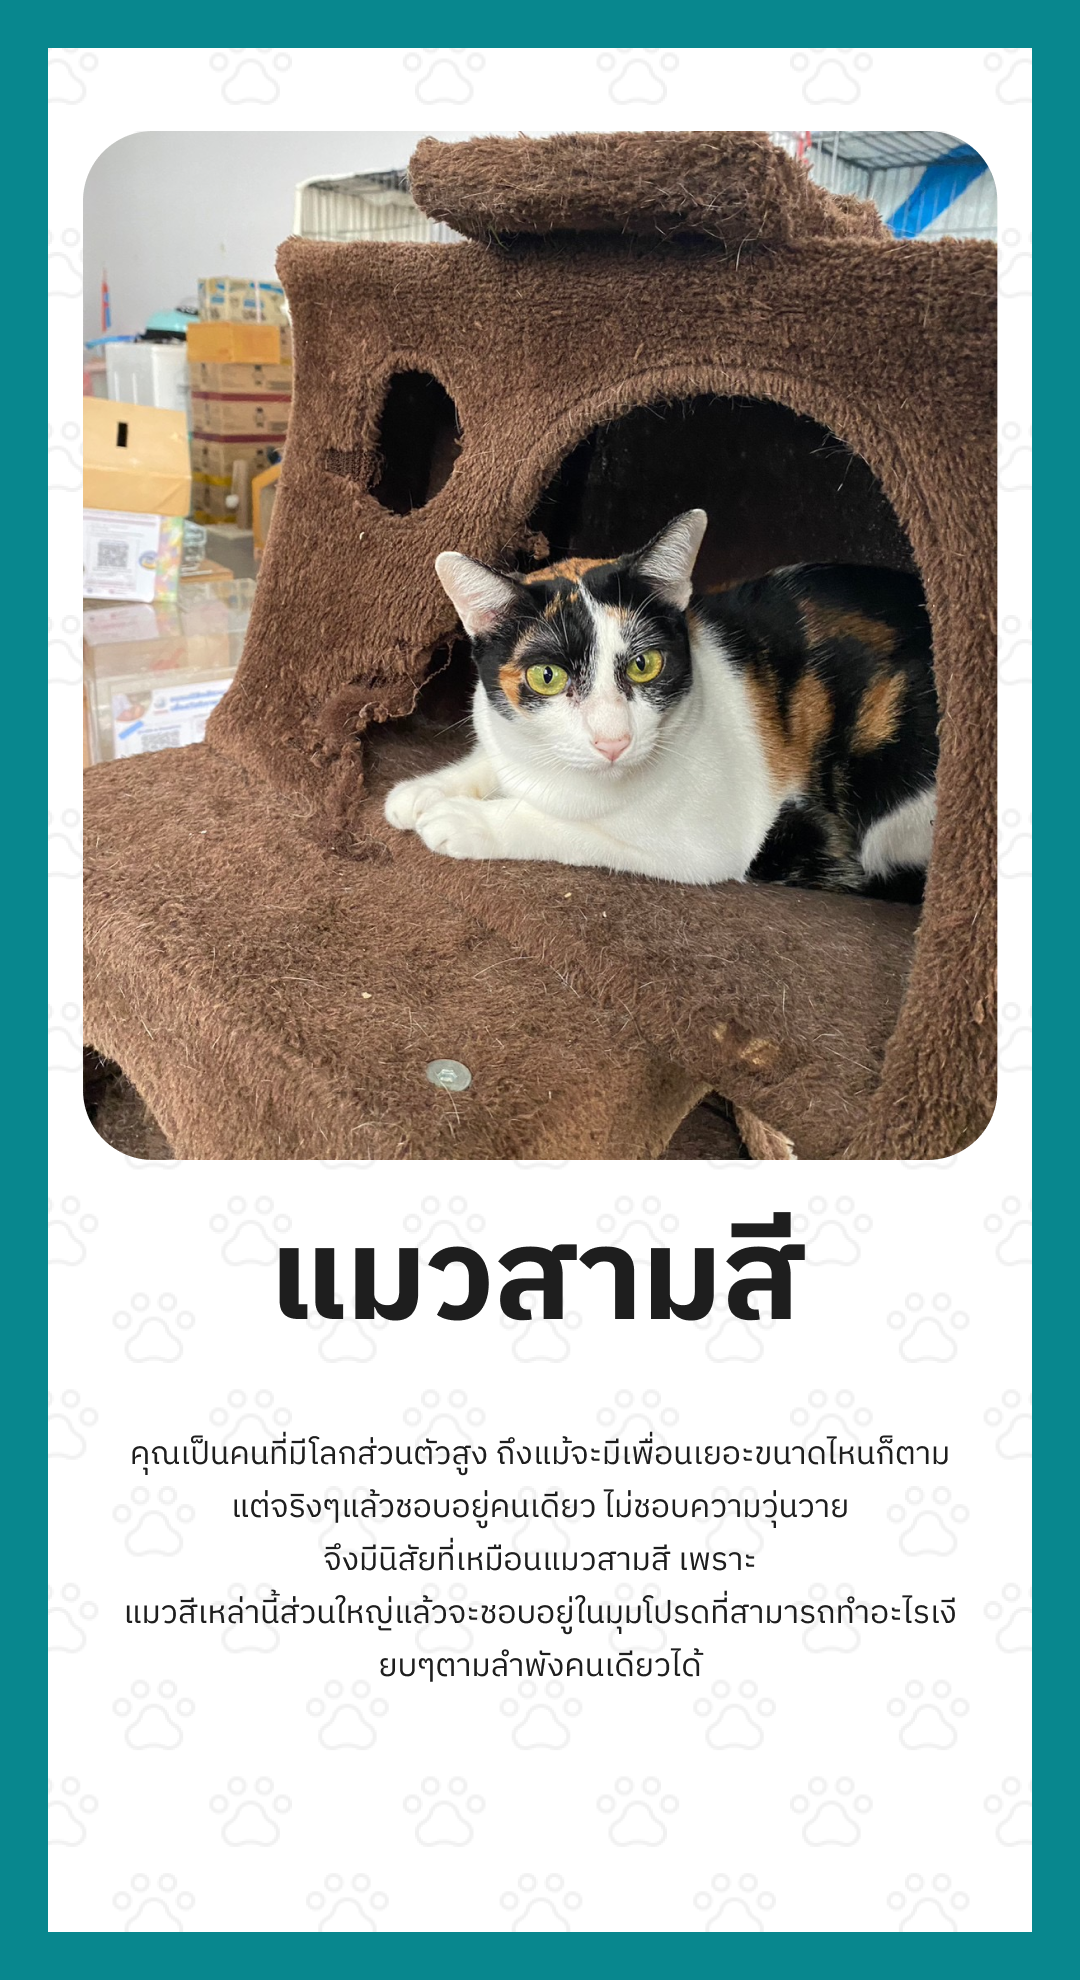 แมวสามสี
คุณเป็นคนที่มีโลกส่วนตัวสูง ถึงแม้จะมีเพื่อนเยอะขนาดไหนก็ตาม
แต่จริงๆแล้วชอบอยู่คนเดียว ไม่ชอบความวุ่นวาย
จึงมีนิสัยที่เหมือนแมวสามสี เพราะ
แมวสีเหล่านี้ส่วนใหญ่แล้วจะชอบอยู่ในมุมโปรดที่สามารถทำอะไรเงี
ยบๆตามลำพังคนเดียวได้